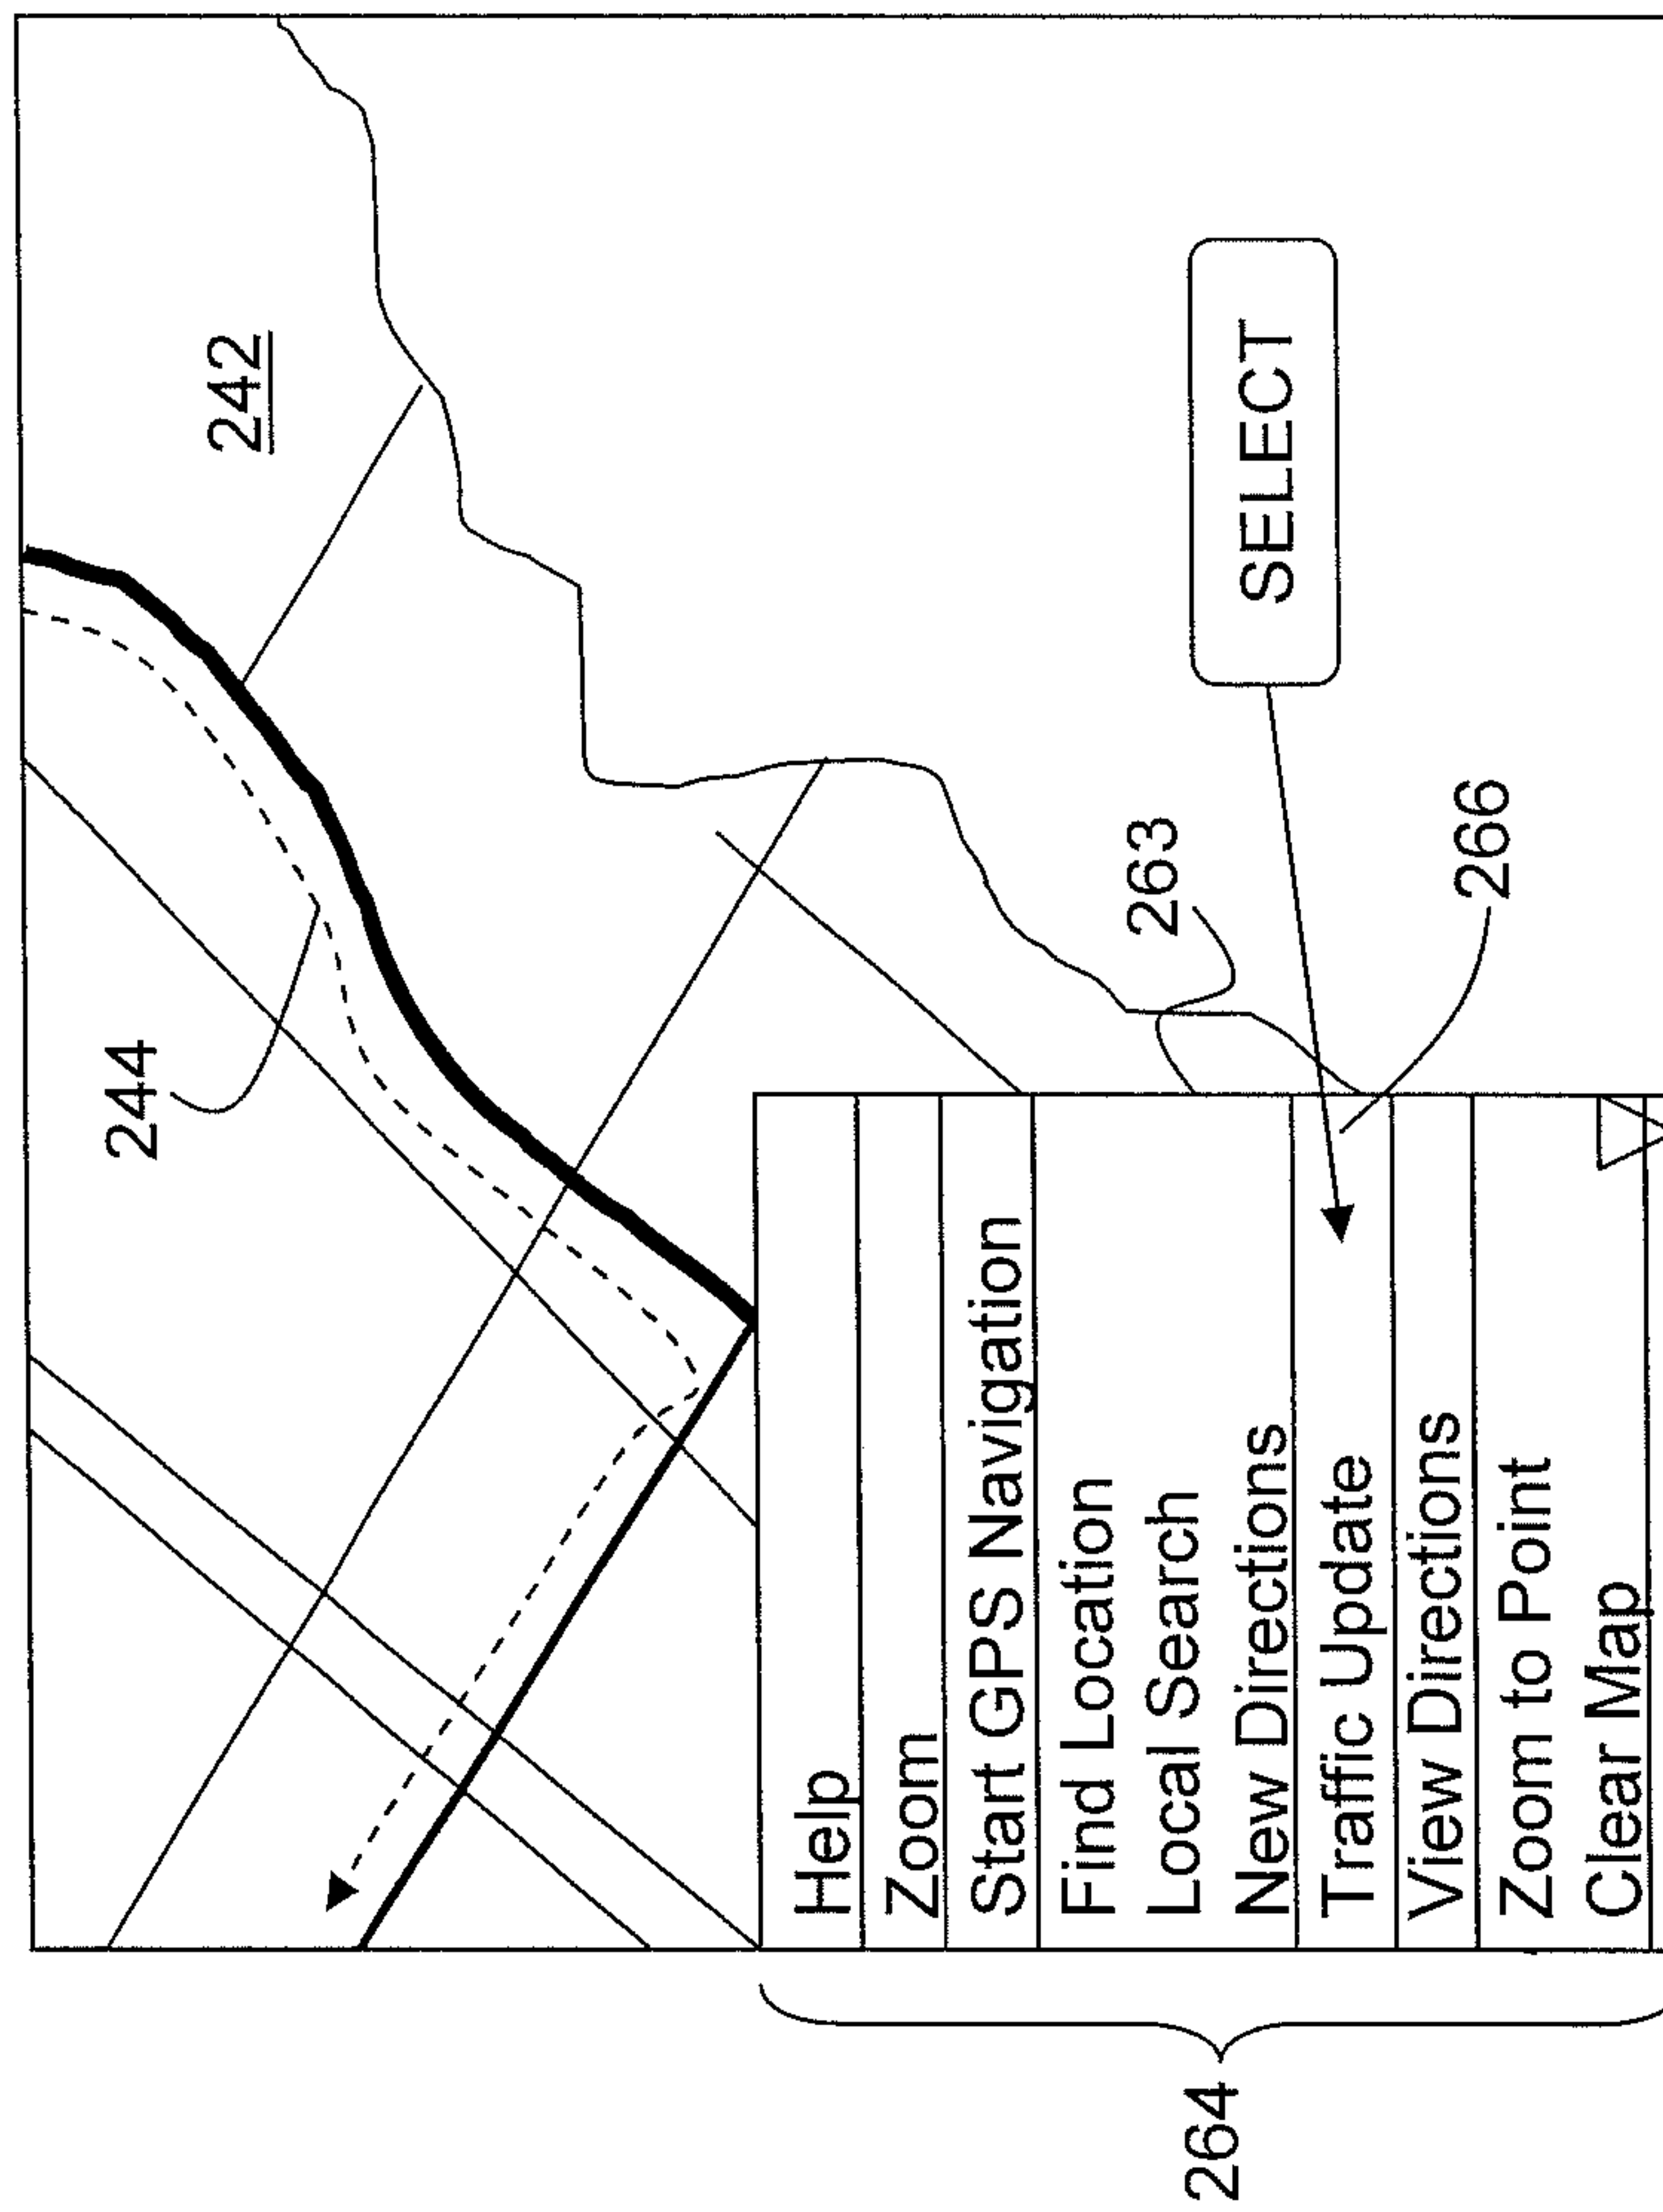 244
242
Help
Zoom
Start GPS Navigation
Find Location
Local Search
New Directions
Traffic Update
View Directions
Zoom to Point
Clear Map
263
SELECT
266
264